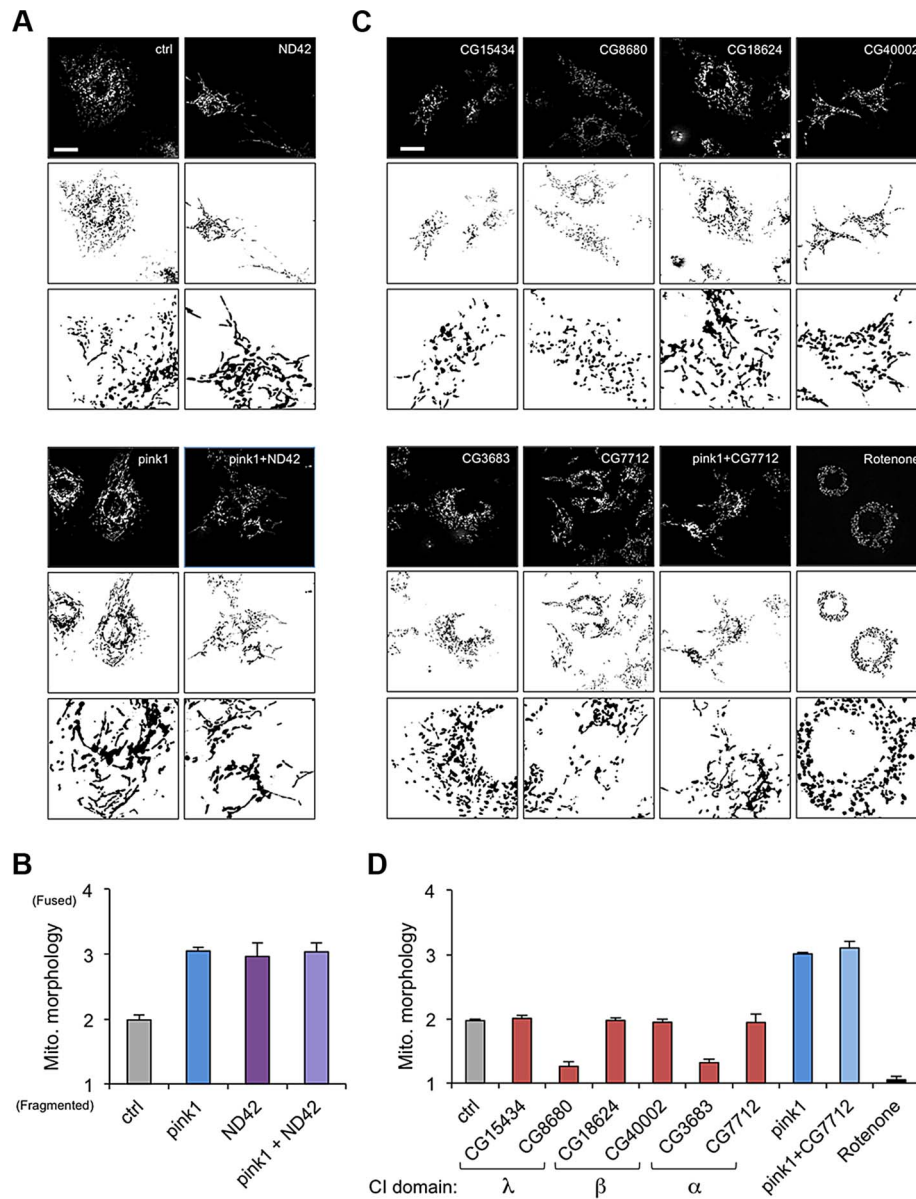 A
ctrl
ND42
pink1
pink1+ND42
C
CG15434
CG8680
CG18624
CG40002
CG3683
CG7712
pink1+CG7712
Rotenone
B
(Fused)
4
3
2
1
(Fragmented)
Mito. morphology
ctrl
pink1
ND42
pink1 + ND42
D
4
3
2
1
Mito. morphology
ctrl
CG15434
CG8680
CG18624
CG40002
CG3683
CG7712
pink1
pink1+CG7712
Rotenone
CI domain: λ β α